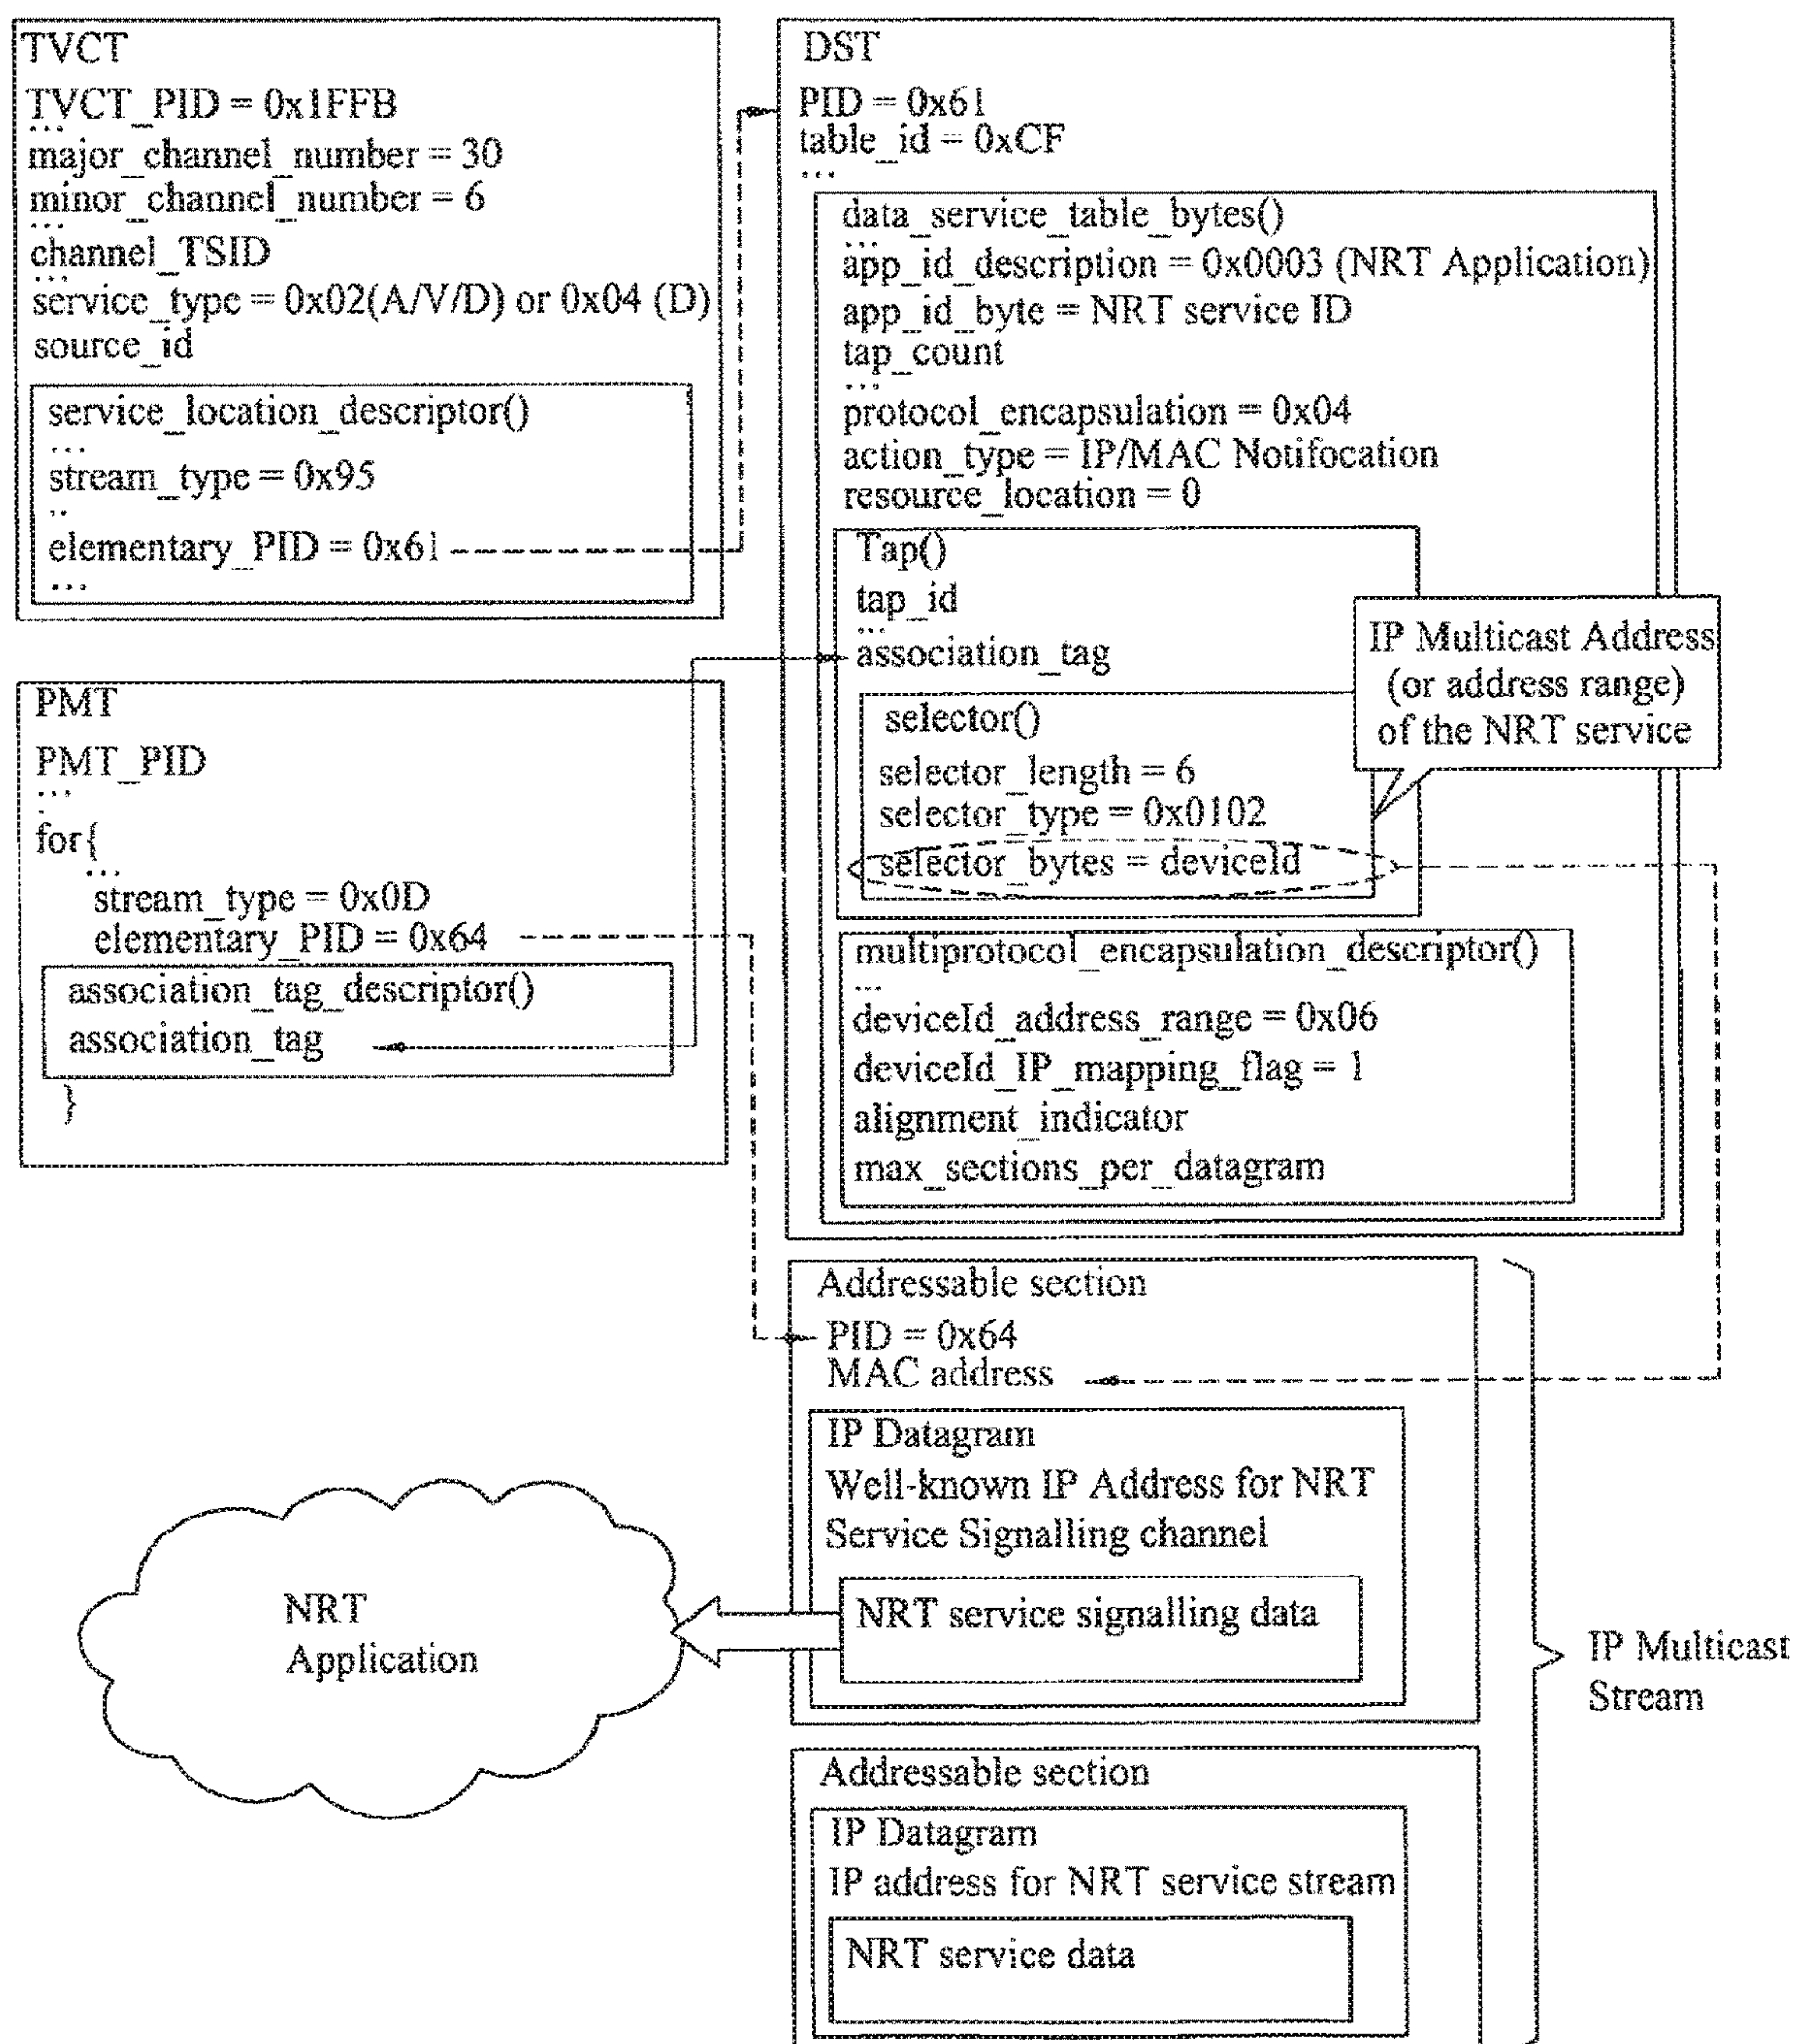 TVCT
TVCT_PID = 0x1FFB
...
major_channel_number = 30
minor_channel_number = 6
...
channel_TSID
...
service_type = 0x02(A/V/D) or 0x04 (D)
source_id
service_location_descriptor()
...
stream_type = 0x95
..
elementary_PID = 0x61
...
PMT
PMT_PID
...
for{
...
stream_type = 0x0D
elementary_PID = 0x64
association_tag_descriptor()
association_tag
}
DST
PID = 0x61
table_id = 0xCF
...
data_service_table_bytes()
...
app_id_description = 0x0003 (NRT Application)
app_id_byte = NRT service ID
tap_count
...
protocol_encapsulation = 0x04
action_type = IP/MAC Notifocation
resource_location = 0
Tap()
tap_id
...
association_tag
selector()
selector_length = 6
selector_type = 0x0102
selector_bytes = deviceId
IP Multicast Address
(or address range)
of the NRT service
multiprotocol_encapsulation_descriptor()
...
deviceId_address_range = 0x06
deviceId_IP_mapping_flag = 1
alignment_indicator
max_sections_per_datagram
Addressable section
PID = 0x64
MAC address
IP Datagram
Well-known IP Address for NRT
Service Signalling channel
NRT service signalling data
NRT
Application
IP Multicast
Stream
Addressable section
IP Datagram
IP address for NRT service stream
NRT service data